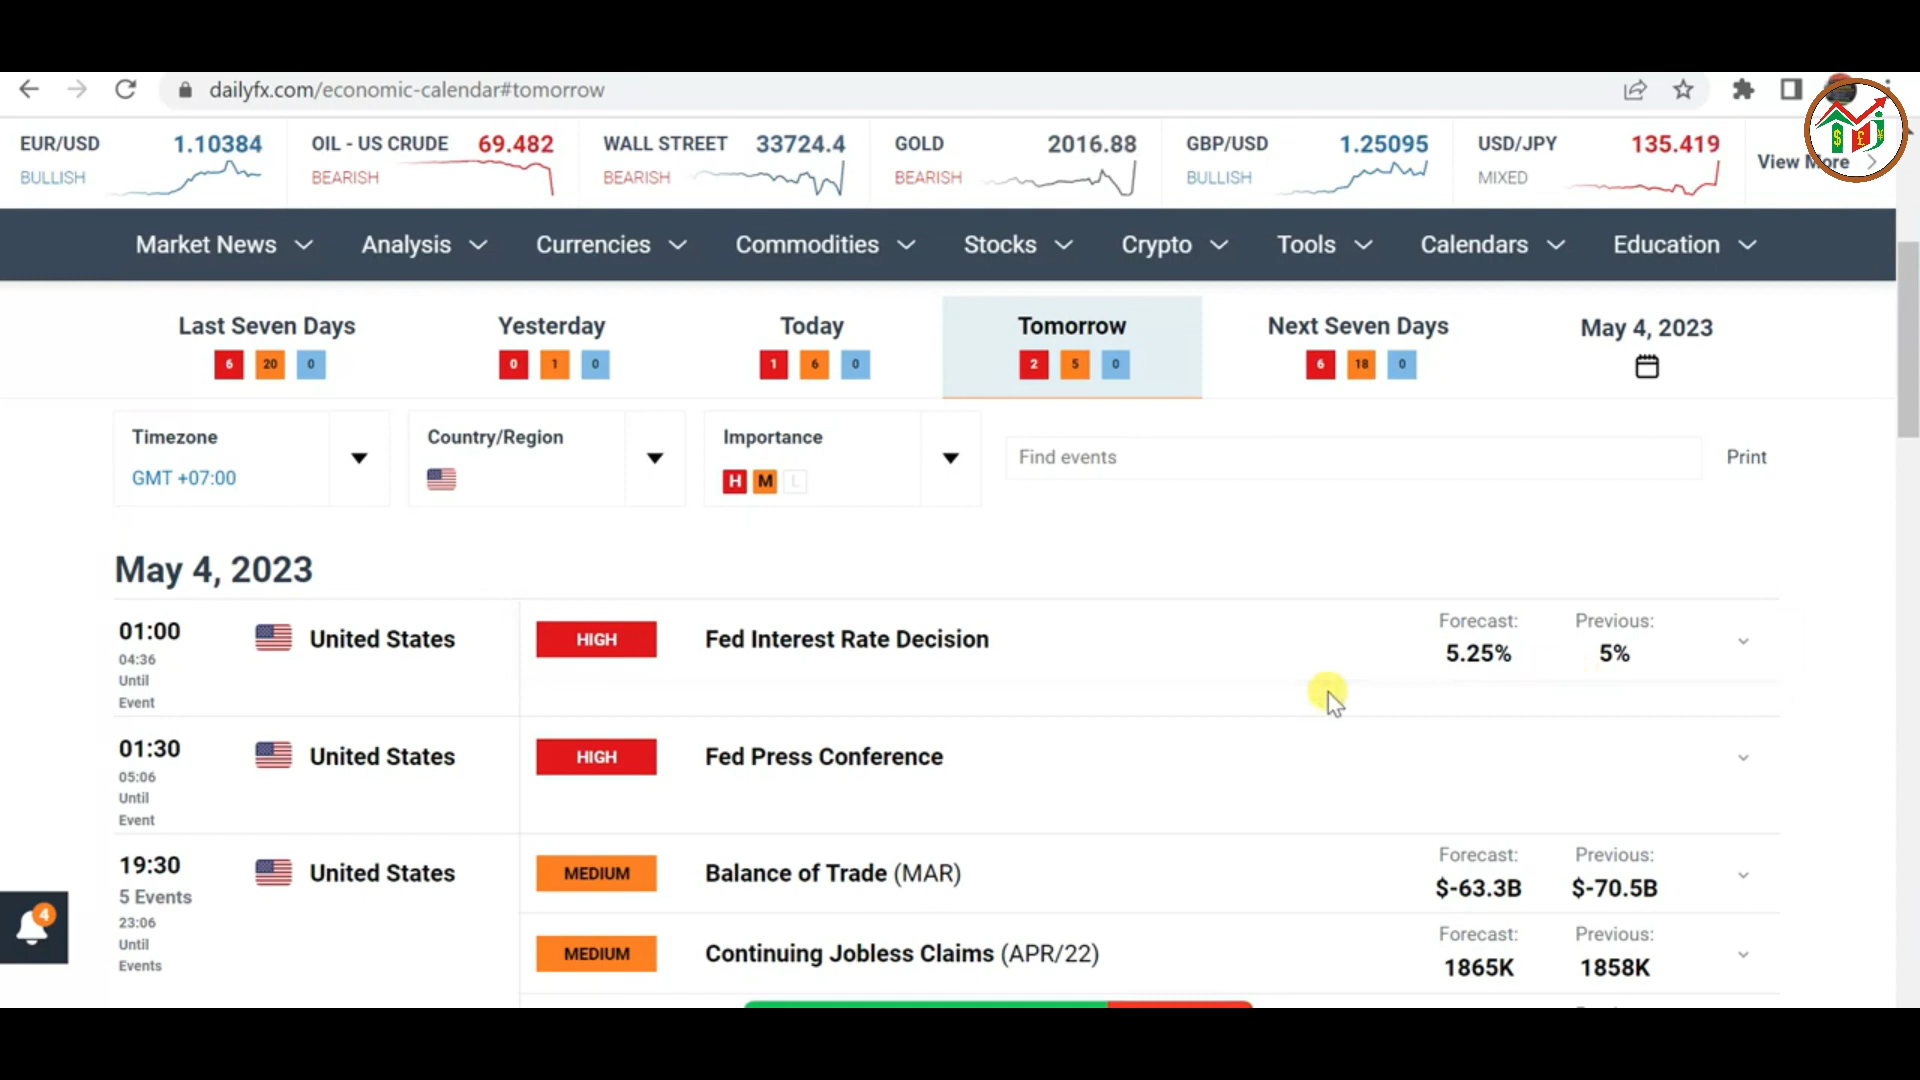 dailyfx.com/economic-calendar#tomorrow
EUR/USD 1.10384
BULLISH
OIL - US CRUDE 69.482
BEARISH
WALL STREET 33724.4
BEARISH
GOLD 2016.88
BEARISH
GBP/USD 1.25095
BULLISH
USD/JPY 135.419
MIXED
View More
$ £ ¥
Market News Analysis Currencies Commodities Stocks Crypto Tools Calendars Education
Last Seven Days
6 20 0
Yesterday
0 1 0
Today
1 6 0
Tomorrow
2 5 0
Next Seven Days
6 18 0
May 4, 2023
Timezone
GMT +07:00
Country/Region
Importance
H M L
Find events
Print
May 4, 2023
01:00
04:36
Until
Event
United States
HIGH
Fed Interest Rate Decision
Forecast:
5.25%
Previous:
5%
01:30
05:06
Until
Event
United States
HIGH
Fed Press Conference
19:30
5 Events
23:06
Until
Events
United States
MEDIUM
Balance of Trade (MAR)
Forecast:
$-63.3B
Previous:
$-70.5B
MEDIUM
Continuing Jobless Claims (APR/22)
Forecast:
1865K
Previous:
1858K
4